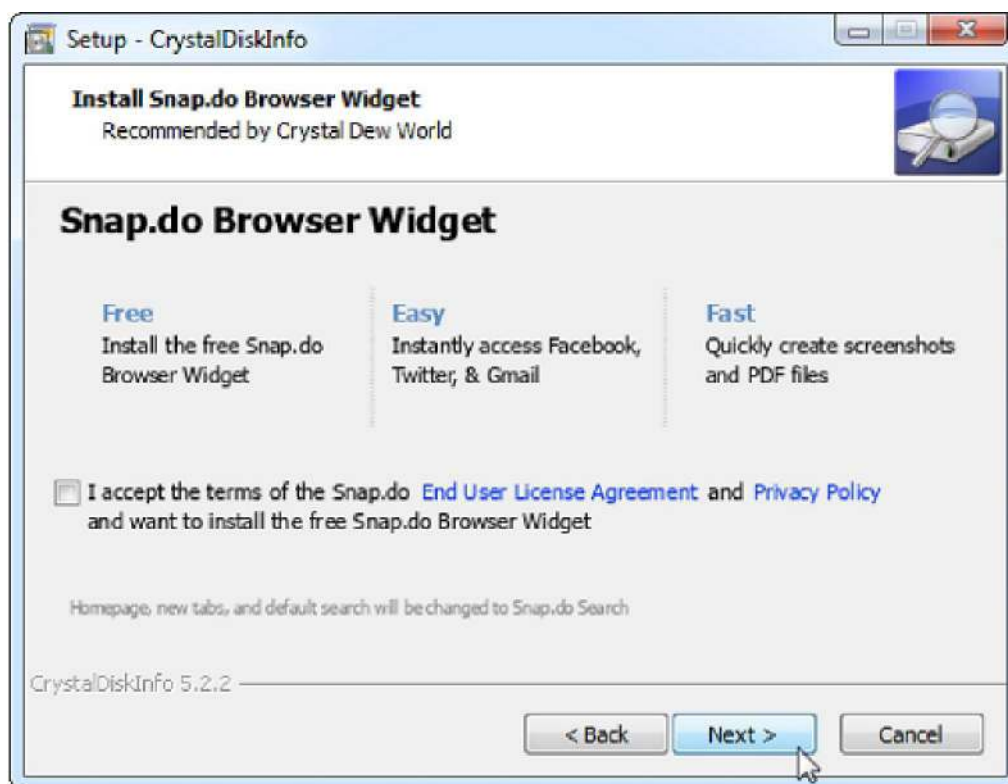 Setup - CrystalDiskInfo
Install Snap.do Browser Widget
Recommended by Crystal Dew World
Snap.do Browser Widget
Free
Install the free Snap.do
Browser Widget
Easy
Instantly access Facebook,
Twitter, & Gmail
Fast
Quickly create screenshots
and PDF files
I accept the terms of the Snap.do End User License Agreement and Privacy Policy
and want to install the free Snap.do Browser Widget
Homepage, new tabs, and default search will be changed to Snap.do Search
CrystalDiskInfo 5.2.2
< Back
Next >
Cancel